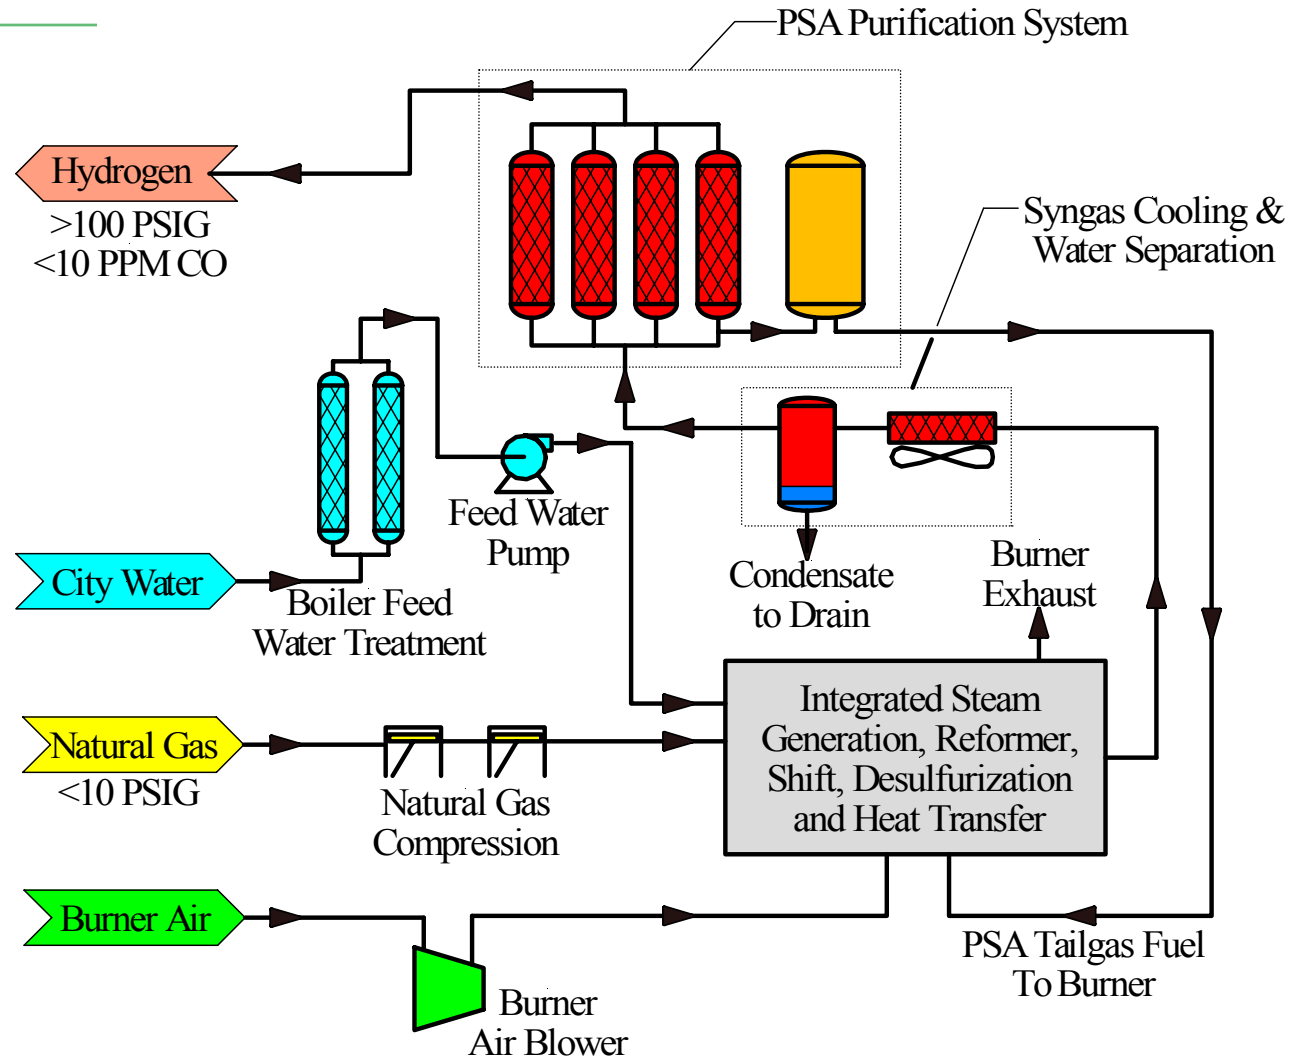 PSA Purification System
Hydrogen
>100 PSIG
<10 PPM CO
Syngas Cooling &
Water Separation
Feed Water
Pump
City Water
Boiler Feed
Water Treatment
Condensate
to Drain
Burner
Exhaust
Integrated Steam
Generation, Reformer,
Shift, Desulfurization
and Heat Transfer
Natural Gas
<10 PSIG
Natural Gas
Compression
Burner Air
Burner
Air Blower
PSA Tailgas Fuel
To Burner